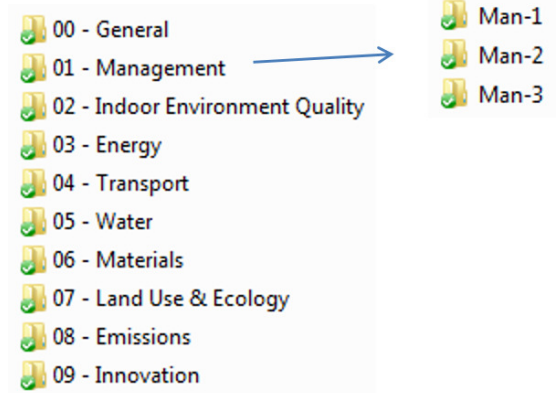 00 - General
01 - Management
02 - Indoor Environment Quality
03 - Energy
04 - Transport
05 - Water
06 - Materials
07 - Land Use & Ecology
08 - Emissions
09 - Innovation
Man-1
Man-2
Man-3